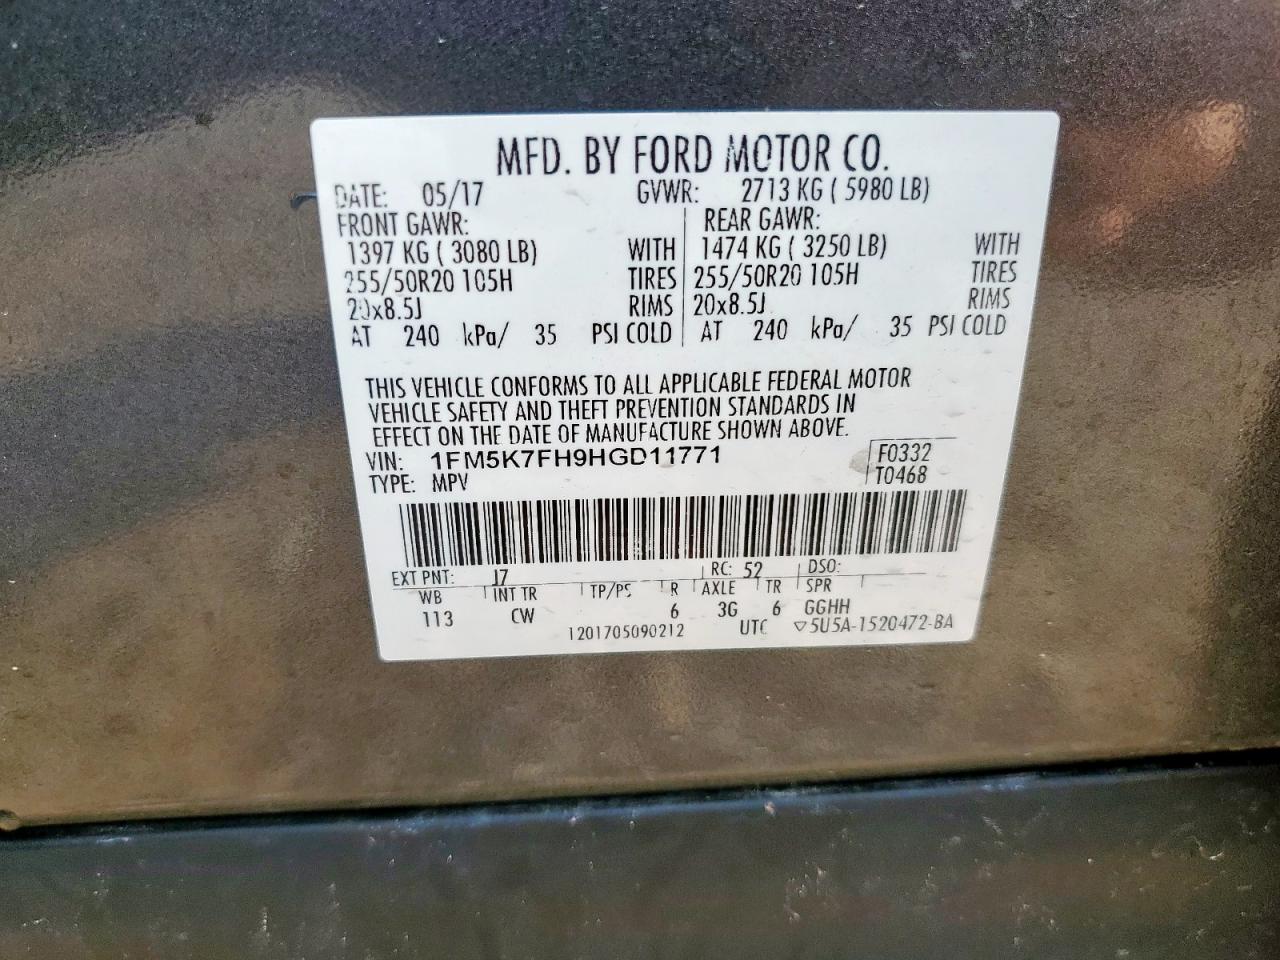 MFD. BY FORD MOTOR CO.
DATE: 05/17 GVWR: 2713 KG ( 5980 LB)
FRONT GAWR: REAR GAWR:
1397 KG ( 3080 LB) WITH 1474 KG ( 3250 LB) WITH
255/50R20 105H TIRES 255/50R20 105H TIRES
20x8.5J RIMS 20x8.5J RIMS
AT 240 kPa/ 35 PSI COLD AT 240 kPa/ 35 PSI COLD
THIS VEHICLE CONFORMS TO ALL APPLICABLE FEDERAL MOTOR
VEHICLE SAFETY AND THEFT PREVENTION STANDARDS IN
EFFECT ON THE DATE OF MANUFACTURE SHOWN ABOVE.
VIN: 1FM5K7FH9HGD11771 F0332
TYPE: MPV T0468
EXT PNT: J7 RC: 52 DSO:
WB INT TR TP/PS R AXLE TR SPR
113 CW 6 3G 6 GGHH
1201705090212 UTC ▽5U5A-1520472-BA